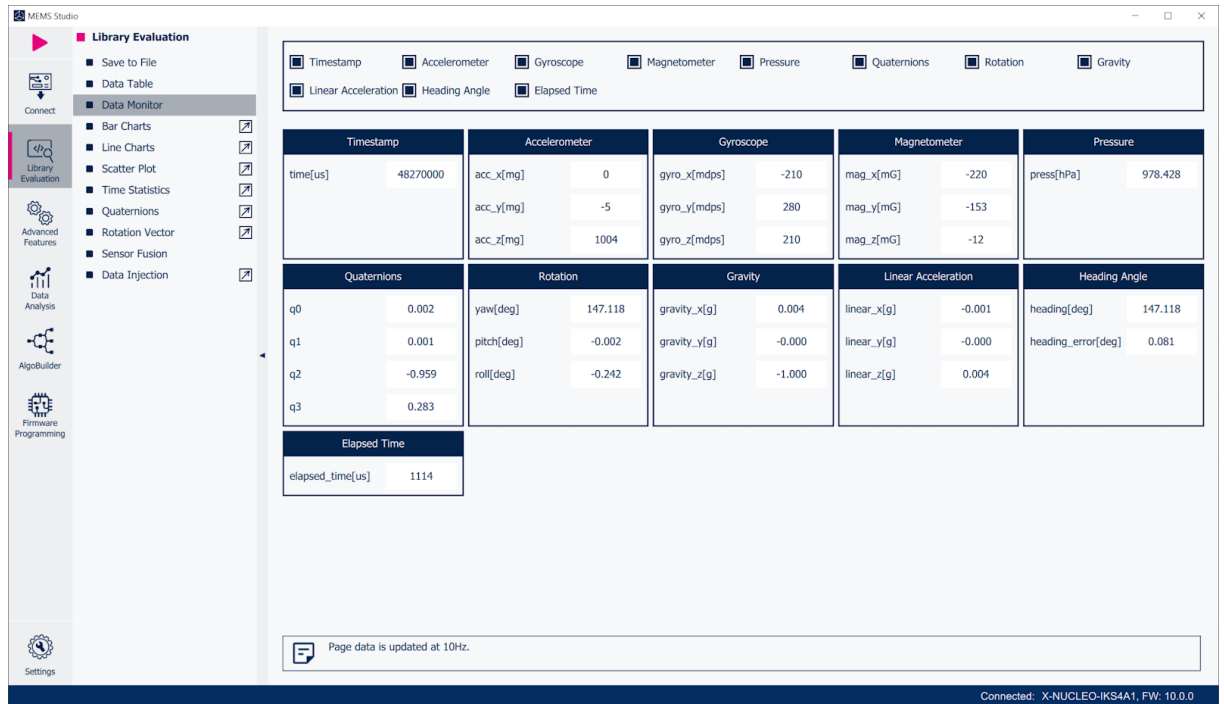 MEMS Studio
Library Evaluation
Save to File
Data Table
Data Monitor
Bar Charts
Line Charts
Scatter Plot
Time Statistics
Quaternions
Rotation Vector
Sensor Fusion
Data Injection
Connect
Library
Evaluation
Advanced
Features
Data
Analysis
AlgoBuilder
Firmware
Programming
Settings
Timestamp Accelerometer Gyroscope Magnetometer Pressure Quaternions Rotation Gravity
Linear Acceleration Heading Angle Elapsed Time
Timestamp
time[us] 48270000
Accelerometer
acc_x[mg] 0
acc_y[mg] -5
acc_z[mg] 1004
Gyroscope
gyro_x[mdps] -210
gyro_y[mdps] 280
gyro_z[mdps] 210
Magnetometer
mag_x[mG] -220
mag_y[mG] -153
mag_z[mG] -12
Pressure
press[hPa] 978.428
Quaternions
q0 0.002
q1 0.001
q2 -0.959
q3 0.283
Rotation
yaw[deg] 147.118
pitch[deg] -0.002
roll[deg] -0.242
Gravity
gravity_x[g] 0.004
gravity_y[g] -0.000
gravity_z[g] -1.000
Linear Acceleration
linear_x[g] -0.001
linear_y[g] -0.000
linear_z[g] 0.004
Heading Angle
heading[deg] 147.118
heading_error[deg] 0.081
Elapsed Time
elapsed_time[us] 1114
Page data is updated at 10Hz.
Connected: X-NUCLEO-IKS4A1, FW: 10.0.0